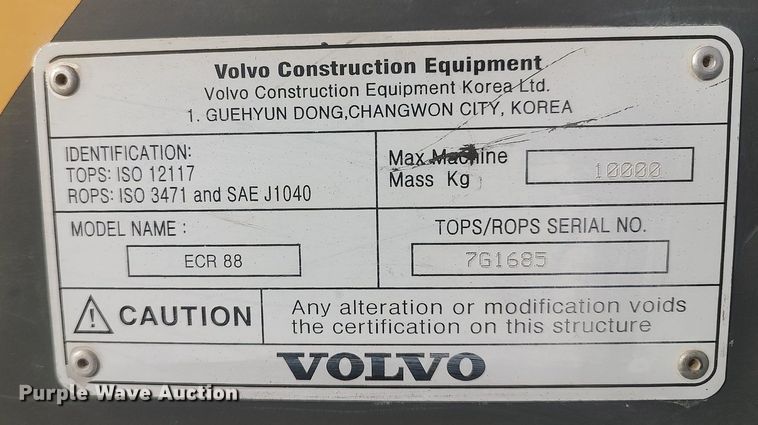 Volvo Construction Equipment
Volvo Construction Equipment Korea Ltd.
1. GUEHYUN DONG,CHANGWON CITY, KOREA
IDENTIFICATION:
TOPS: ISO 12117
ROPS: ISO 3471 and SAE J1040
Max Machine
Mass Kg
10000
MODEL NAME :
ECR 88
TOPS/ROPS SERIAL NO.
7G1685
CAUTION
Any alteration or modification voids
the certification on this structure
VOLVO
Purple Wave Auction